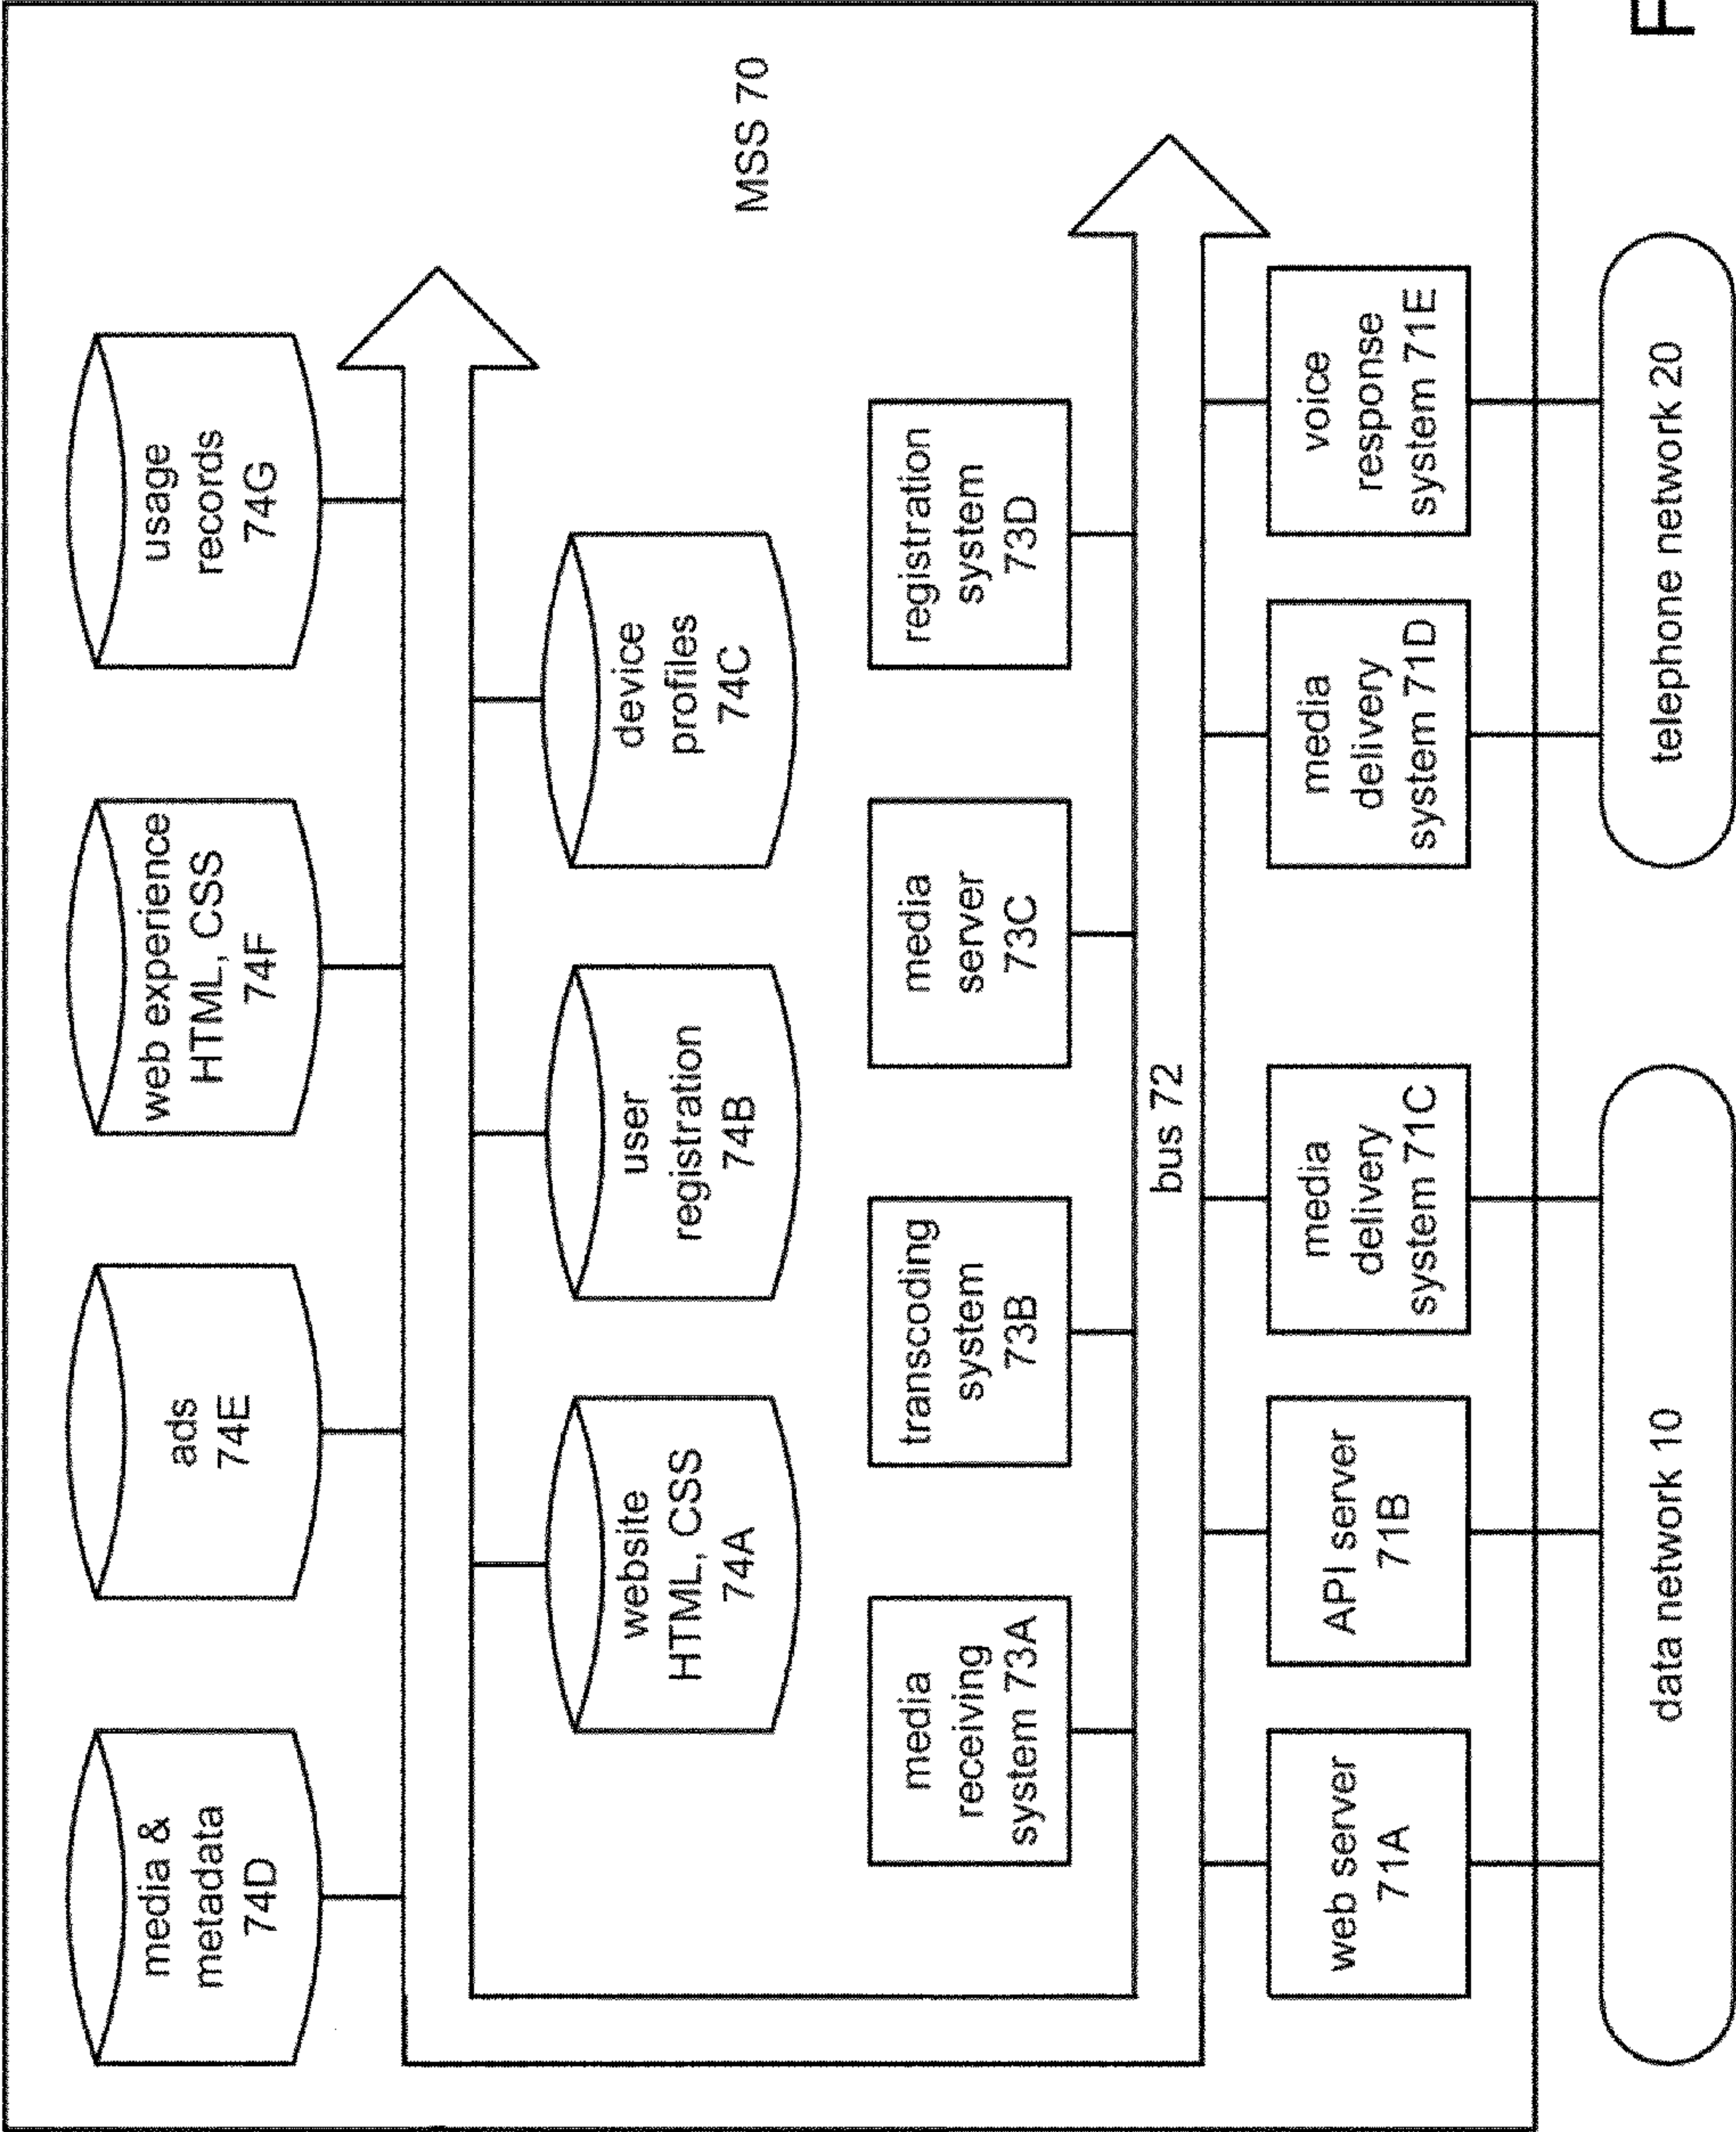 media &
metadata
74D
ads
74E
web experience
HTML, CSS
74F
usage
records
74G
website
HTML, CSS
74A
user
registration
74B
device
profiles
74C
MSS 70
media
receiving
system 73A
transcoding
system
73B
media
server
73C
registration
system
73D
bus 72
web server
71A
API server
71B
media
delivery
system 71C
media
delivery
system 71D
voice
response
system 71E
data network 10
telephone network 20
F